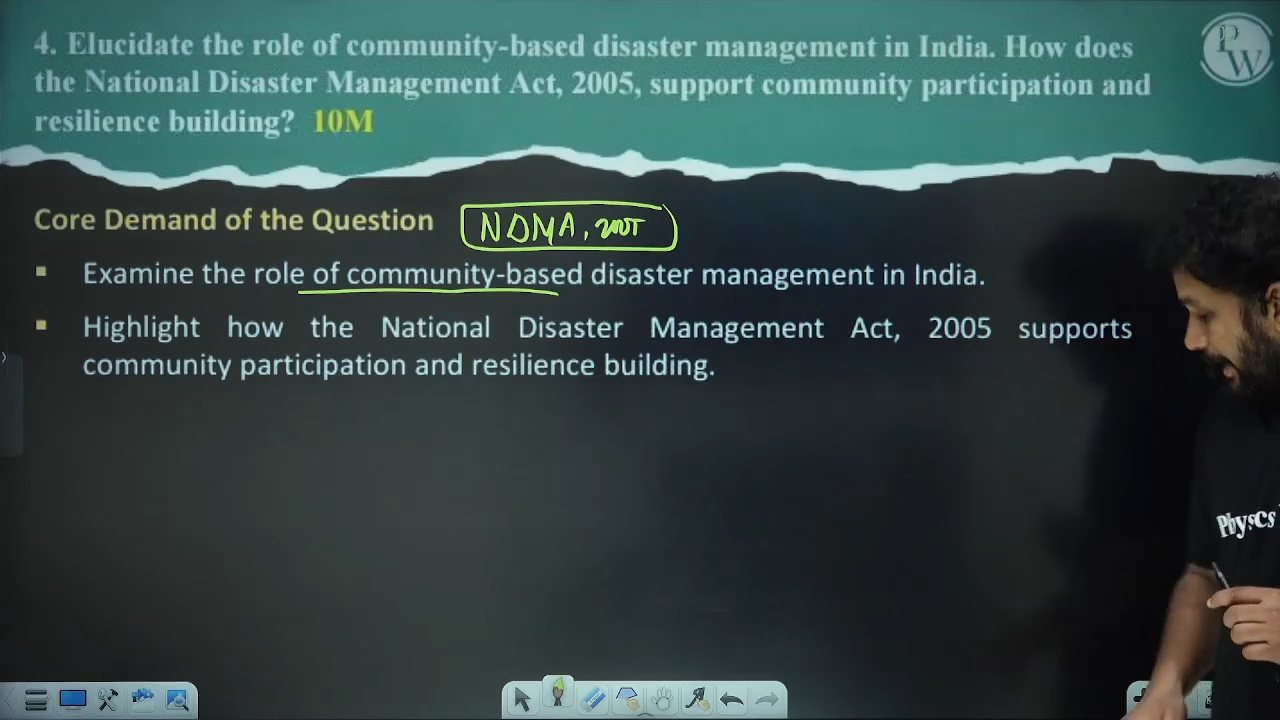 4. Elucidate the role of community-based disaster management in India. How does
the National Disaster Management Act, 2005, support community participation and
resilience building? 10M
PW
Core Demand of the Question
NDMA, 2005
▪ Examine the role of community-based disaster management in India.
▪ Highlight how the National Disaster Management Act, 2005 supports
community participation and resilience building.
Physcs